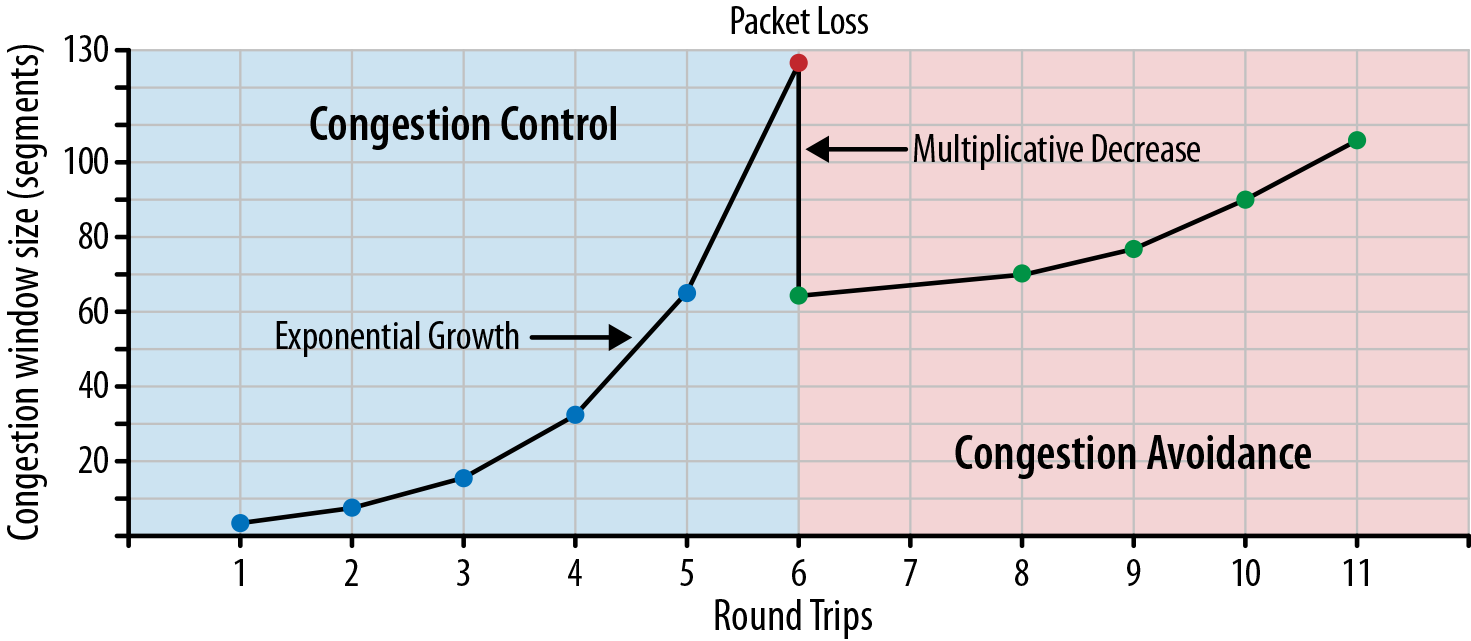 Packet Loss
130
100
80
60
40
20
Congestion window size (segments)
Congestion Control
Multiplicative Decrease
Exponential Growth
Congestion Avoidance
1 2 3 4 5 6 7 8 9 10 11
Round Trips